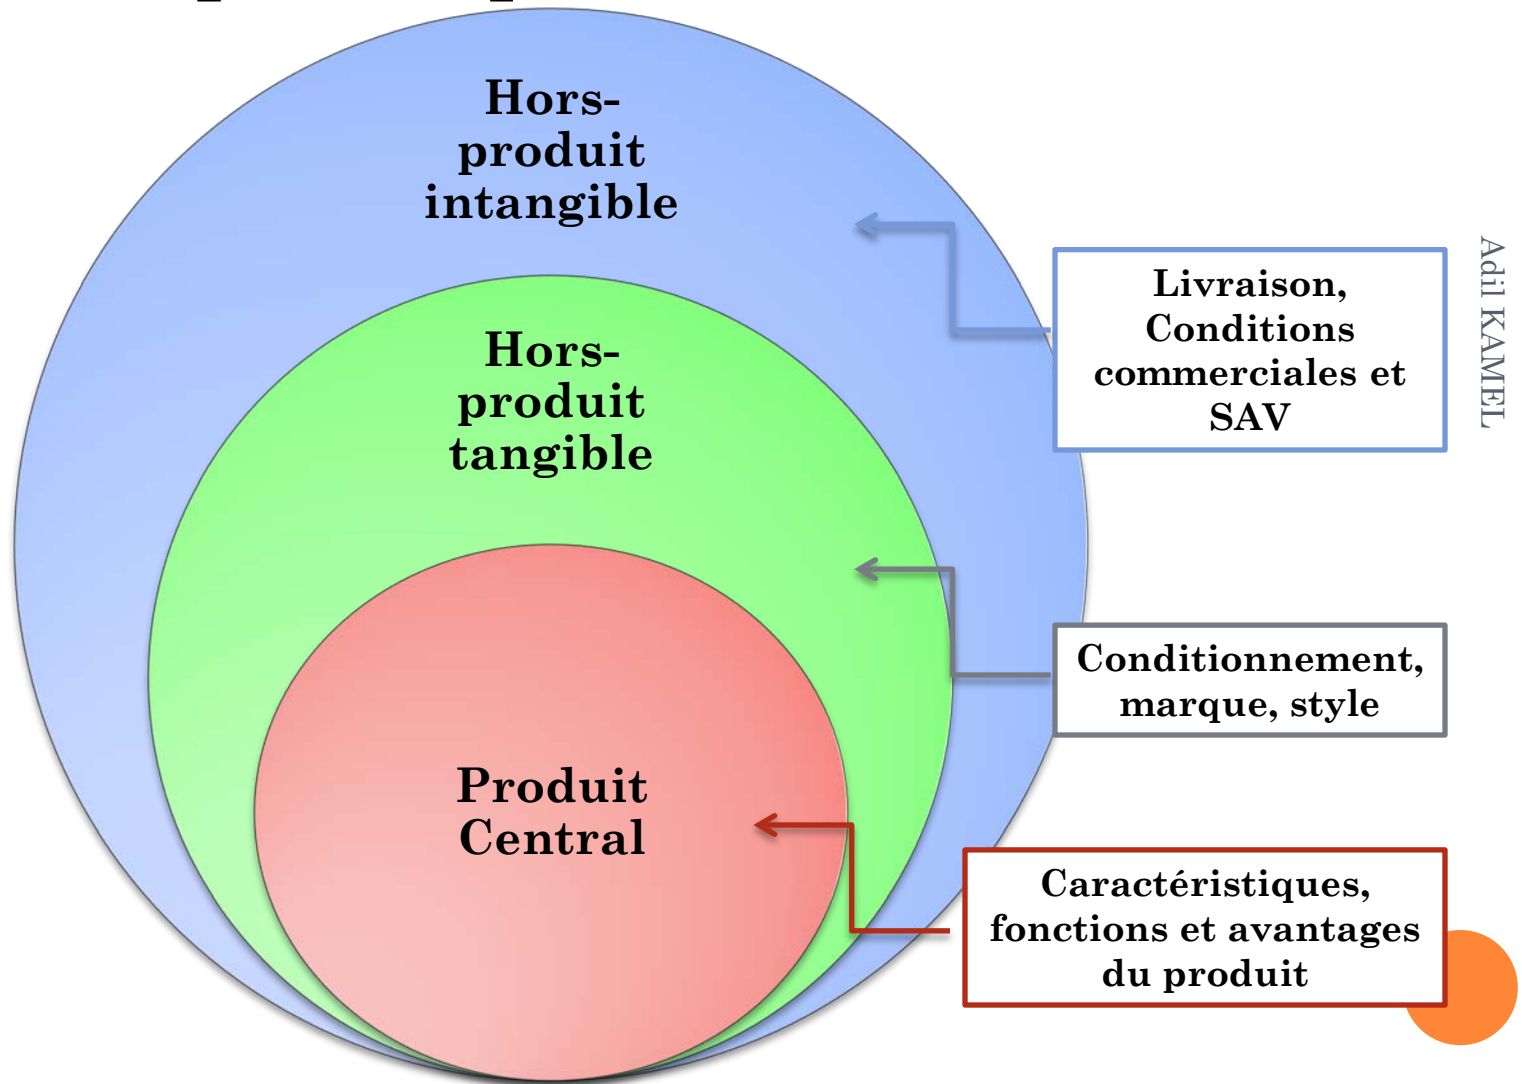 Hors-
produit
intangible
Livraison,
Conditions
commerciales et
SAV
Adil KAMEL
Hors-
produit
tangible
Conditionnement,
marque, style
Produit
Central
Caractéristiques,
fonctions et avantages
du produit